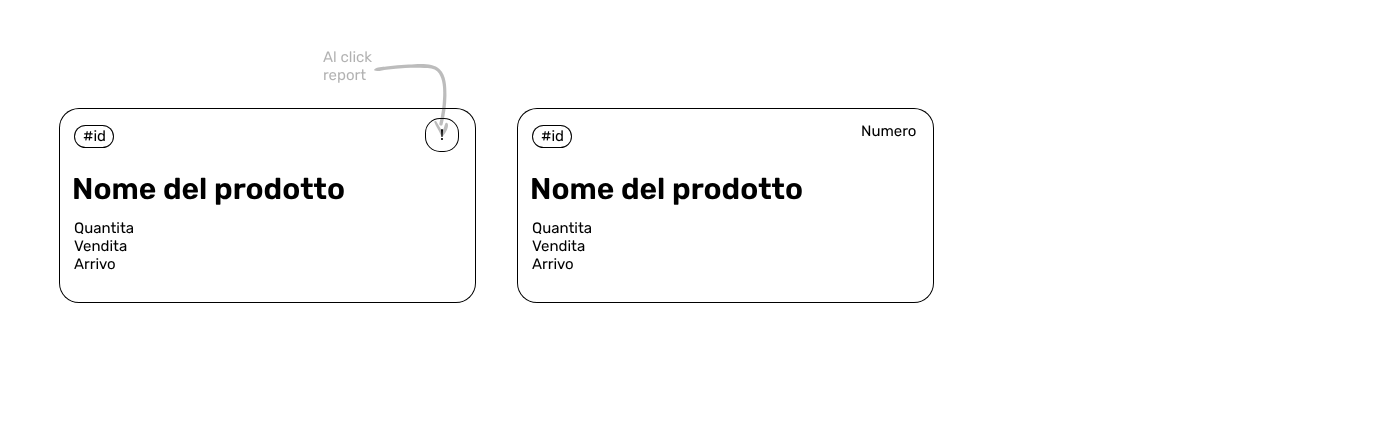 Al click
report
#id
!
Nome del prodotto
Quantita
Vendita
Arrivo
#id
Numero
Nome del prodotto
Quantita
Vendita
Arrivo